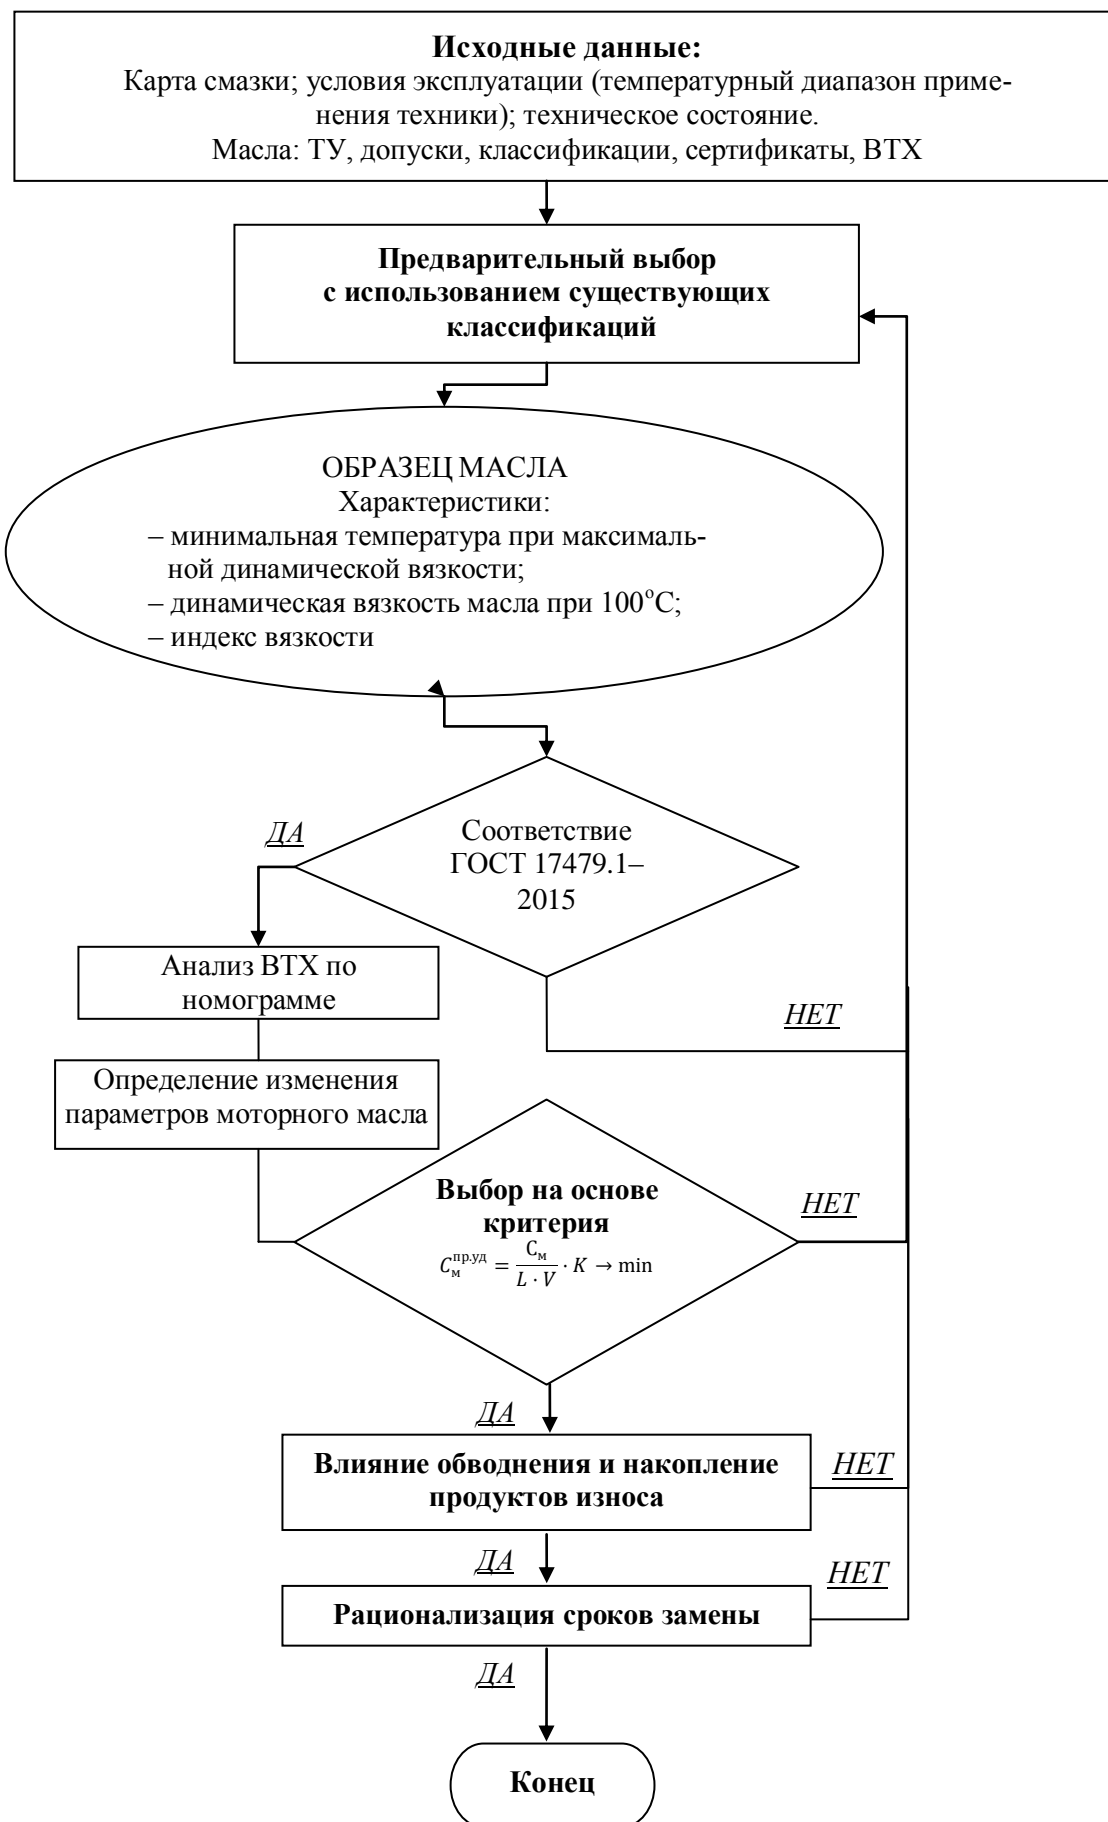 Исходные данные:
Карта смазки; условия эксплуатации (температурный диапазон приме-
нения техники); техническое состояние.
Масла: ТУ, допуски, классификации, сертификаты, ВТХ
Предварительный выбор
с использованием существующих
классификаций
ОБРАЗЕЦ МАСЛА
Характеристики:
– минимальная температура при максималь-
ной динамической вязкости;
– динамическая вязкость масла при 100°С;
– индекс вязкости
ДА
Соответствие
ГОСТ 17479.1–
2015
Анализ ВТХ по
номограмме
НЕТ
Определение изменения
параметров моторного масла
Выбор на основе
критерия
НЕТ
C_м^{пр.уд} = \frac{C_м}{L · V} · K → min
ДА
Влияние обводнения и накопление
продуктов износа
НЕТ
ДА
НЕТ
Рационализация сроков замены
ДА
Конец